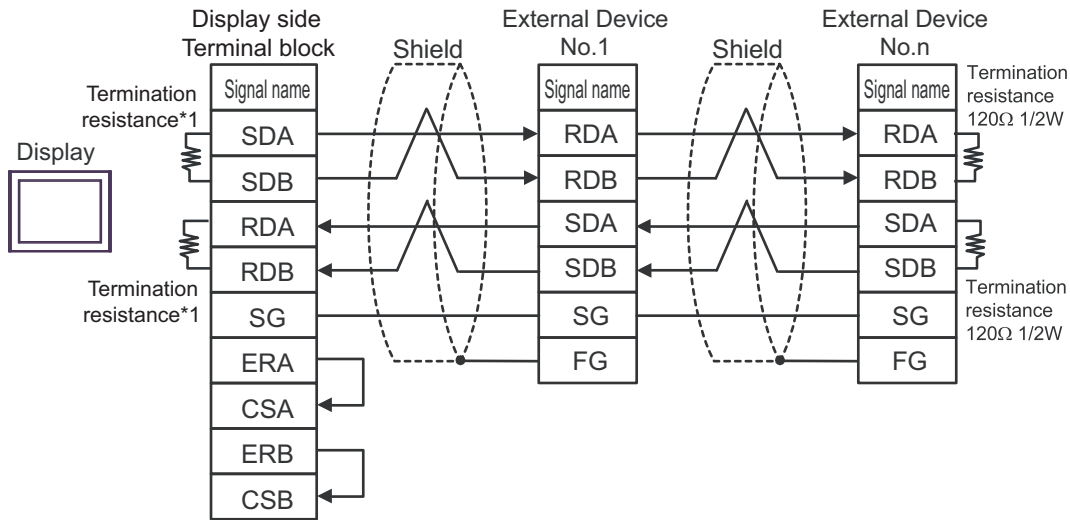 Display side
Terminal block
External Device
No.1
External Device
No.n
Shield
Shield
Termination
resistance*1
Display
Termination
resistance*1
Signal name
SDA
SDB
RDA
RDB
SG
ERA
CSA
ERB
CSB
Signal name
RDA
RDB
SDA
SDB
SG
FG
Signal name
RDA
RDB
SDA
SDB
SG
FG
Termination
resistance
120Ω 1/2W
Termination
resistance
120Ω 1/2W